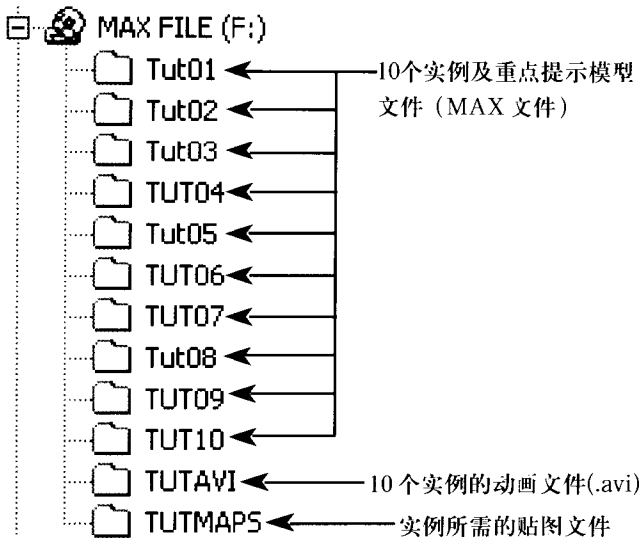 MAX FILE (F:)
Tut01
10个实例及重点提示模型
文件（MAX 文件）
Tut02
Tut03
TUT04
Tut05
TUT06
TUT07
Tut08
TUT09
TUT10
TUTAVI
10 个实例的动画文件(.avi)
TUTMAPS
实例所需的贴图文件